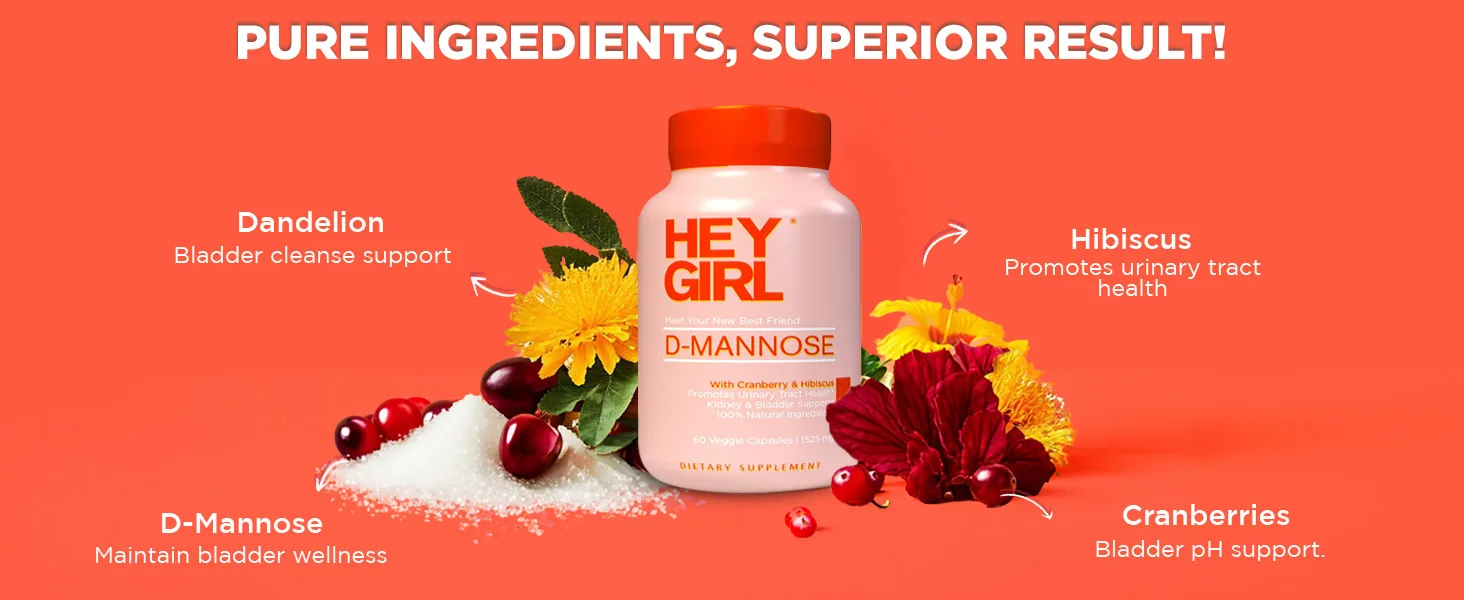 PURE INGREDIENTS, SUPERIOR RESULT!
Dandelion
Bladder cleanse support
Hibiscus
Promotes urinary tract
health
HEY
GIRL
Meet Your New Best Friend
D-MANNOSE
With Cranberry & Hibiscus
Promotes Urinary Tract Health
Kidney & Bladder Support
100% Natural
60 Veggie Capsules | 1525
DIETARY SUPPLEMENT
D-Mannose
Maintain bladder wellness
Cranberries
Bladder pH support.